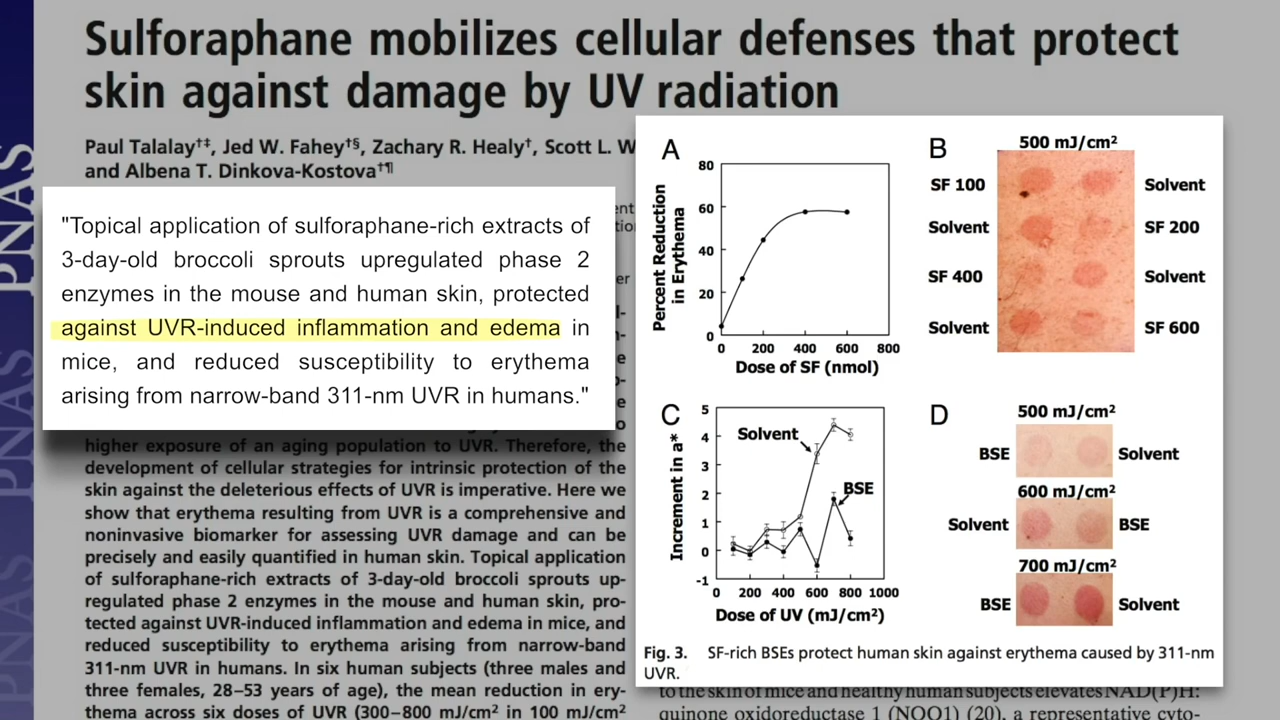 Sulforaphane mobilizes cellular defenses that protect
skin against damage by UV radiation
Paul Talalay†‡, Jed W. Fahey†§, Zachary R. Healy†, Scott L. W
and Albena T. Dinkova-Kostova†¶
PNAS
PNAS
PNAS
"Topical application of sulforaphane-rich extracts of
3-day-old broccoli sprouts upregulated phase 2
enzymes in the mouse and human skin, protected
against UVR-induced inflammation and edema in
mice, and reduced susceptibility to erythema
arising from narrow-band 311-nm UVR in humans."
higher exposure of an aging population to UVR. Therefore, the
development of cellular strategies for intrinsic protection of the
skin against the deleterious effects of UVR is imperative. Here we
show that erythema resulting from UVR is a comprehensive and
noninvasive biomarker for assessing UVR damage and can be
precisely and easily quantified in human skin. Topical application
of sulforaphane-rich extracts of 3-day-old broccoli sprouts up-
regulated phase 2 enzymes in the mouse and human skin, pro-
tected against UVR-induced inflammation and edema in mice, and
reduced susceptibility to erythema arising from narrow-band
311-nm UVR in humans. In six human subjects (three males and
three females, 28–53 years of age), the mean reduction in ery-
thema across six doses of UVR (300–800 mJ/cm² in 100 mJ/cm²
A
Percent Reduction
in Erythema
80
60
40
20
0
0 200 400 600 800
Dose of SF (nmol)
B
500 mJ/cm²
SF 100 Solvent
Solvent SF 200
SF 400 Solvent
Solvent SF 600
C
Increment in a*
5
4
3
2
1
0
-1
Solvent
BSE
0 200 400 600 800 1000
Dose of UV (mJ/cm²)
D
500 mJ/cm²
BSE Solvent
600 mJ/cm²
Solvent BSE
700 mJ/cm²
BSE Solvent
Fig. 3. SF-rich BSEs protect human skin against erythema caused by 311-nm
UVR.
to the skin of mice and healthy human subjects elevates NAD(P)H:
quinone oxidoreductase 1 (NQO1) (20), a representative cyto-